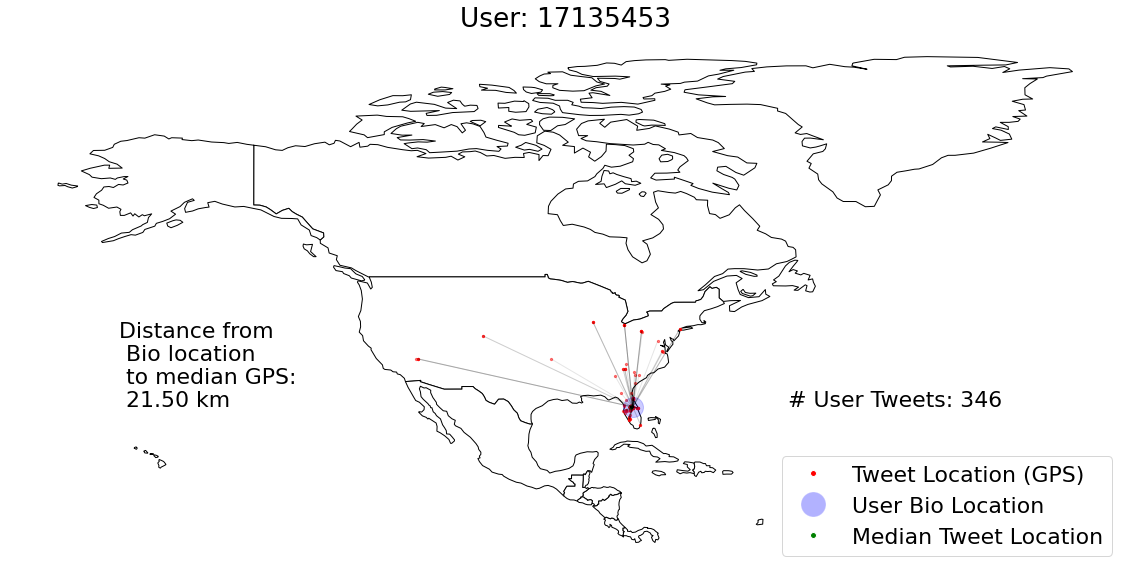 User: 17135453
Distance from
Bio location
to median GPS:
21.50 km
# User Tweets: 346
Tweet Location (GPS)
User Bio Location
Median Tweet Location